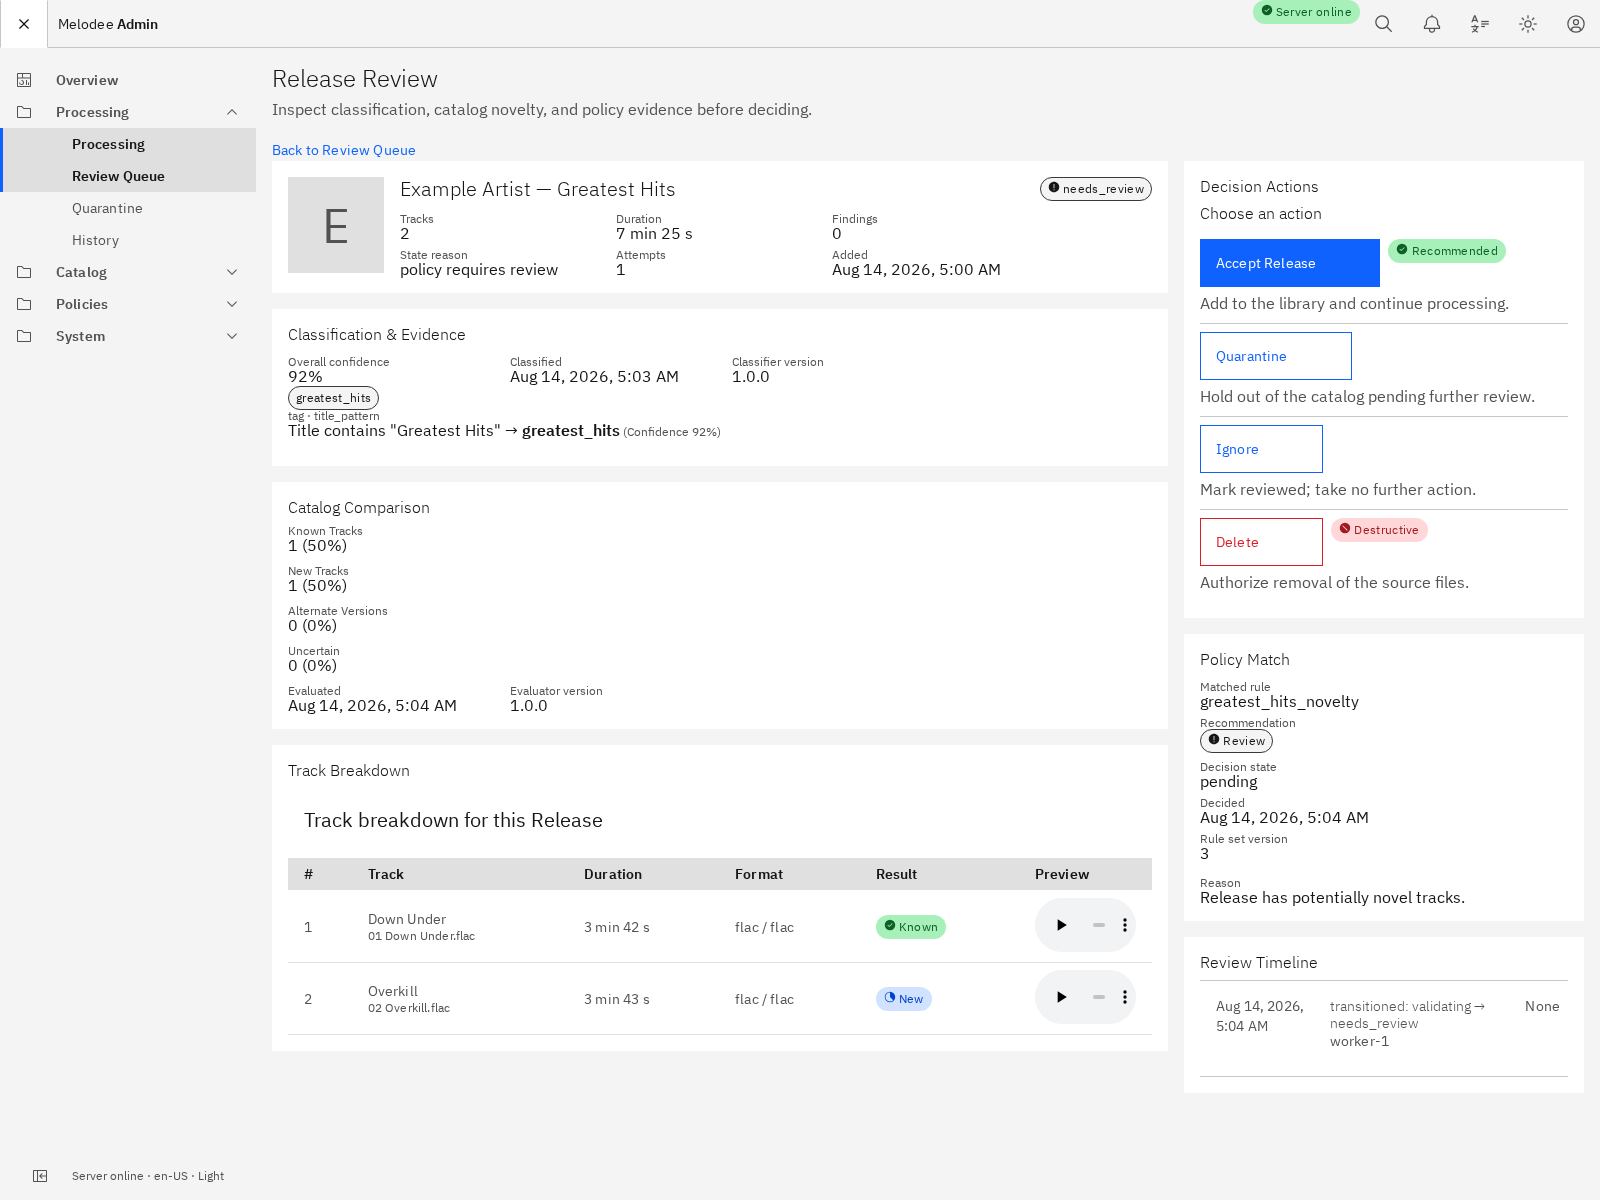 Melodee Admin
Server online
Overview
Processing
Processing
Review Queue
Quarantine
History
Catalog
Policies
System
Server online · en-US · Light
Release Review
Inspect classification, catalog novelty, and policy evidence before deciding.
Back to Review Queue
E
Example Artist — Greatest Hits
needs_review
Tracks
2
Duration
7 min 25 s
Findings
0
State reason
policy requires review
Attempts
1
Added
Aug 14, 2026, 5:00 AM
Classification & Evidence
Overall confidence
92%
Classified
Aug 14, 2026, 5:03 AM
Classifier version
1.0.0
greatest_hits
tag · title_pattern
Title contains "Greatest Hits" → greatest_hits (Confidence 92%)
Catalog Comparison
Known Tracks
1 (50%)
New Tracks
1 (50%)
Alternate Versions
0 (0%)
Uncertain
0 (0%)
Evaluated
Aug 14, 2026, 5:04 AM
Evaluator version
1.0.0
Track Breakdown
Track breakdown for this Release
# Track Duration Format Result Preview
1 Down Under 3 min 42 s flac / flac Known
01 Down Under.flac
2 Overkill 3 min 43 s flac / flac New
02 Overkill.flac
Decision Actions
Choose an action
Accept Release
Recommended
Add to the library and continue processing.
Quarantine
Hold out of the catalog pending further review.
Ignore
Mark reviewed; take no further action.
Delete
Destructive
Authorize removal of the source files.
Policy Match
Matched rule
greatest_hits_novelty
Recommendation
Review
Decision state
pending
Decided
Aug 14, 2026, 5:04 AM
Rule set version
3
Reason
Release has potentially novel tracks.
Review Timeline
Aug 14, 2026,
5:04 AM
transitioned: validating →
needs_review
worker-1
None